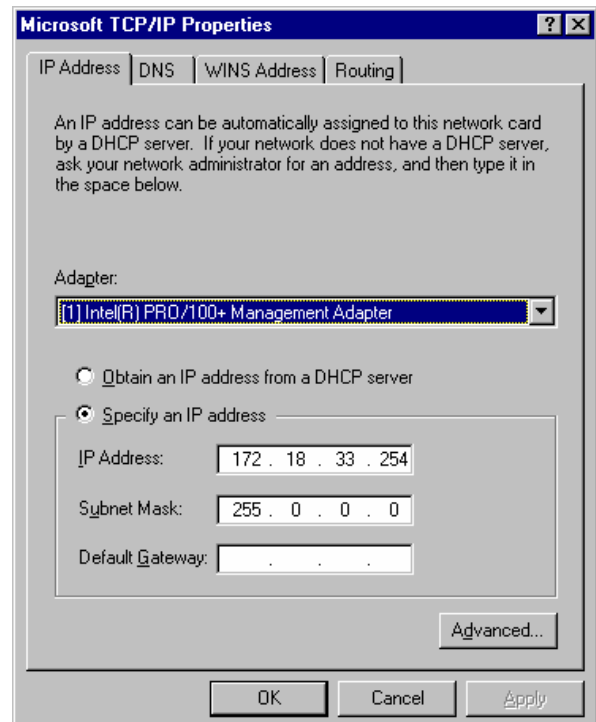 Microsoft TCP/IP Properties
IP Address DNS WINS Address Routing
An IP address can be automatically assigned to this network card
by a DHCP server. If your network does not have a DHCP server,
ask your network administrator for an address, and then type it in
the space below.
Adapter:
[1] Intel(R) PRO/100+ Management Adapter
Obtain an IP address from a DHCP server
Specify an IP address
IP Address: 172 . 18 . 33 . 254
Subnet Mask: 255 . 0 . 0 . 0
Default Gateway: . . .
Advanced...
OK Cancel Apply